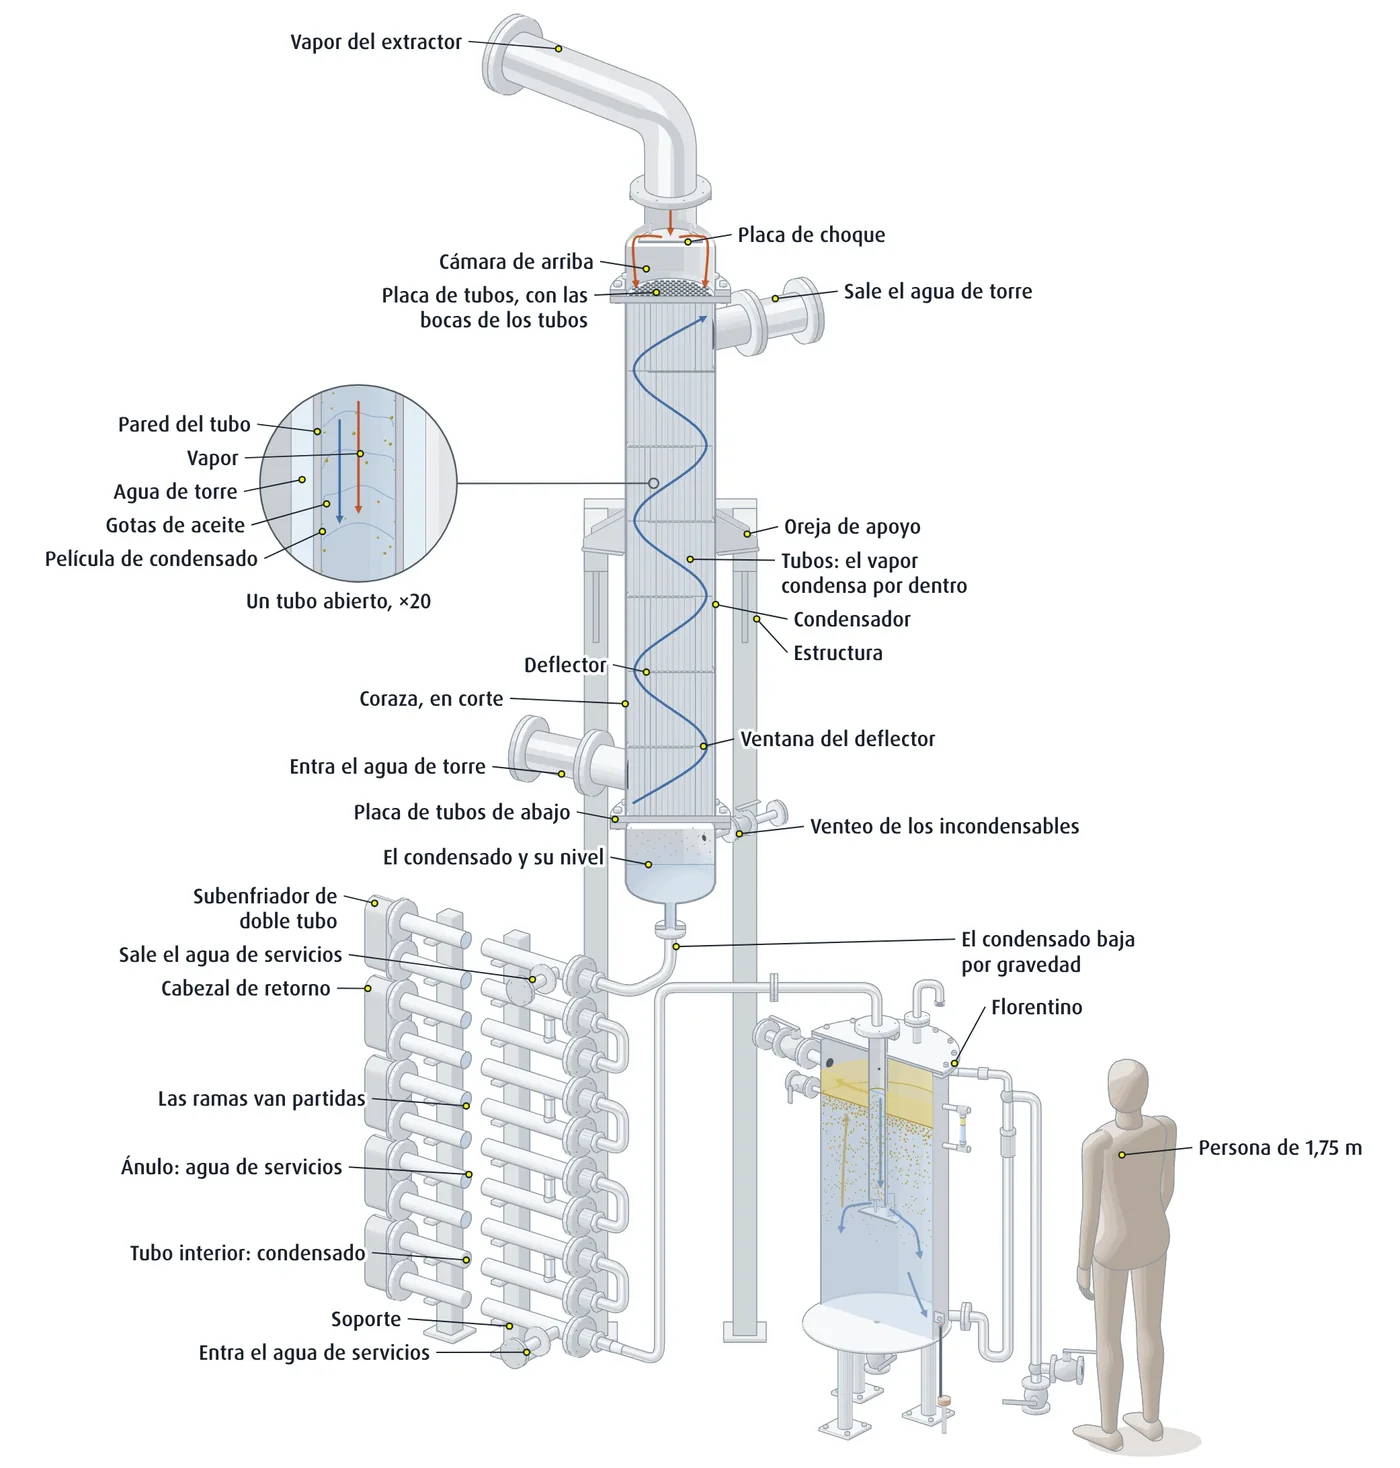 Vapor del extractor
Placa de choque
Cámara de arriba
Placa de tubos, con las
bocas de los tubos
Sale el agua de torre
Pared del tubo
Vapor
Agua de torre
Gotas de aceite
Película de condensado
Un tubo abierto, ×20
Oreja de apoyo
Tubos: el vapor
condensa por dentro
Condensador
Estructura
Deflector
Coraza, en corte
Ventana del deflector
Entra el agua de torre
Placa de tubos de abajo
Venteo de los incondensables
El condensado y su nivel
Subenfriador de
doble tubo
Sale el agua de servicios
Cabezal de retorno
El condensado baja
por gravedad
Florentino
Las ramas van partidas
Ánulo: agua de servicios
Persona de 1,75 m
Tubo interior: condensado
Soporte
Entra el agua de servicios